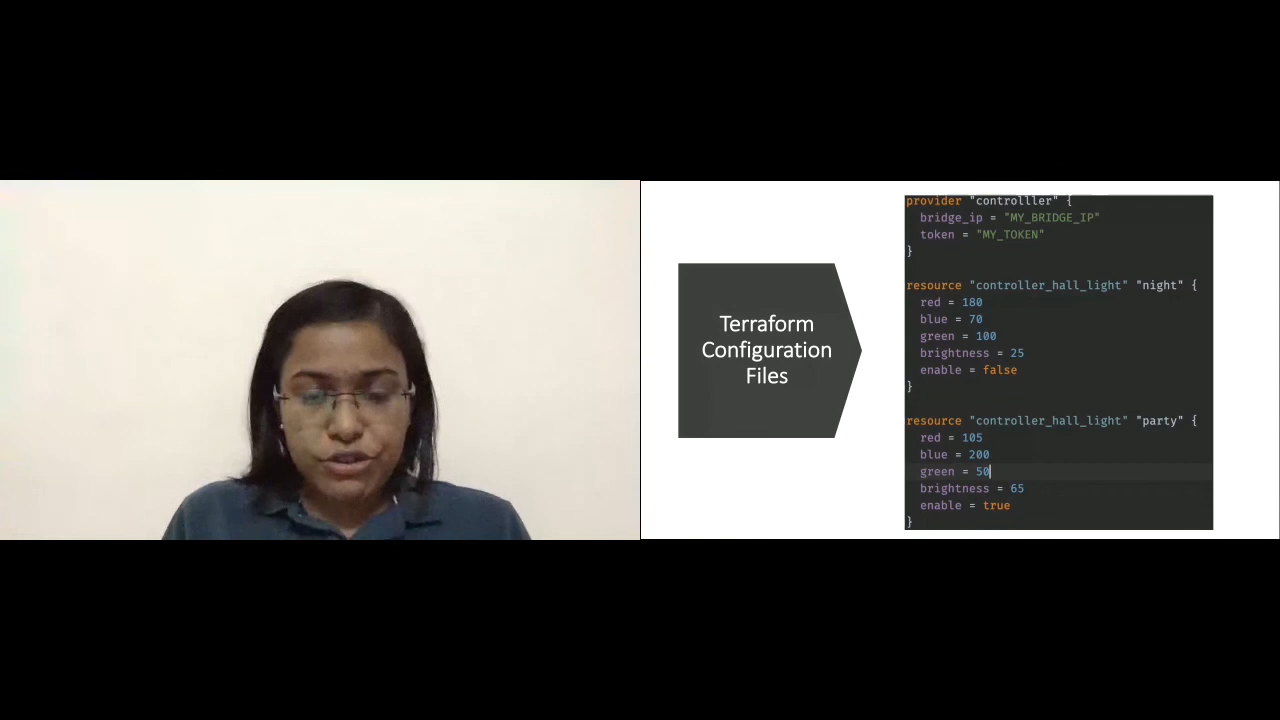 Terraform
Configuration
Files
provider "controlller" {
bridge_ip = "MY_BRIDGE_IP"
token = "MY_TOKEN"
}
resource "controller_hall_light" "night" {
red = 180
blue = 70
green = 100
brightness = 25
enable = false
}
resource "controller_hall_light" "party" {
red = 105
blue = 200
green = 50
brightness = 65
enable = true
}